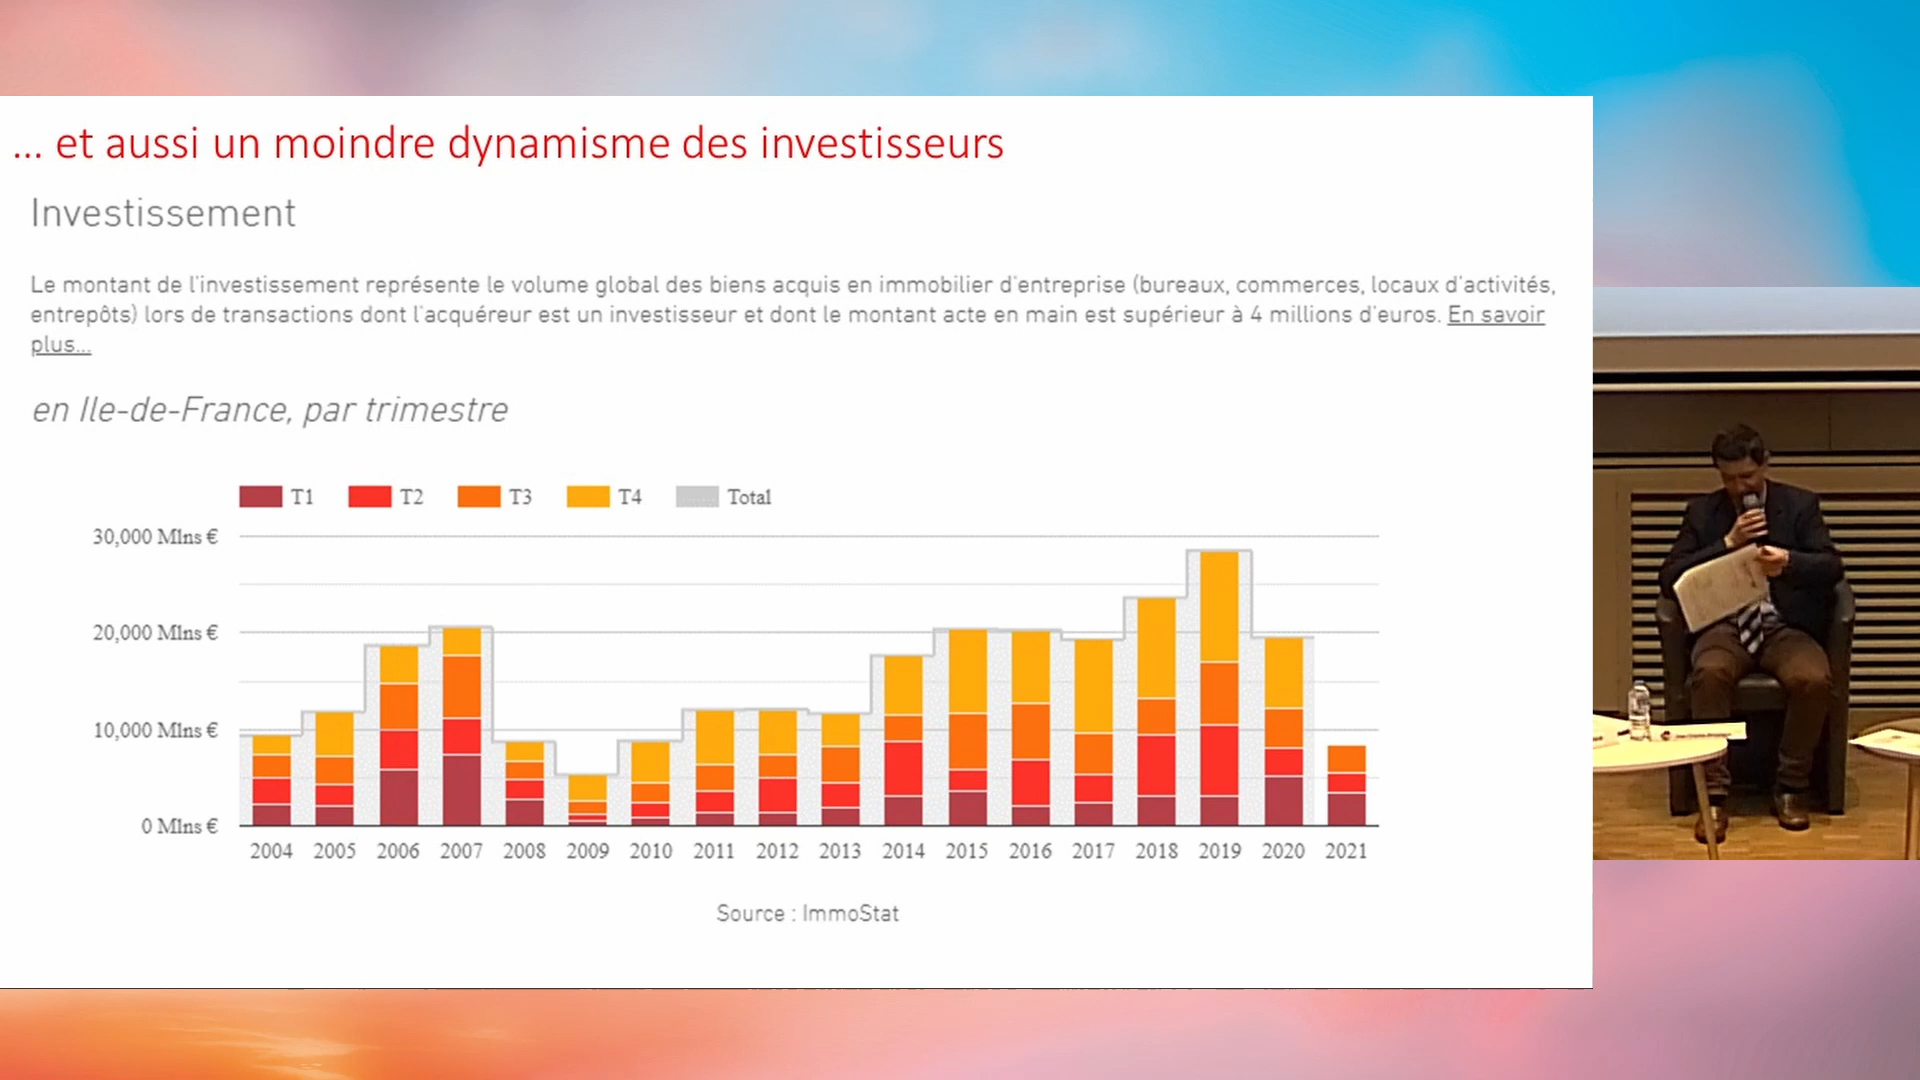 ... et aussi un moindre dynamisme des investisseurs
Investissement
Le montant de l'investissement représente le volume global des biens acquis en immobilier d'entreprise (bureaux, commerces, locaux d'activités,
entrepôts) lors de transactions dont l'acquéreur est un investisseur et dont le montant acte en main est supérieur à 4 millions d'euros. En savoir
plus...
en Ile-de-France, par trimestre
T1 T2 T3 T4 Total
30,000 Mlns €
20,000 Mlns €
10,000 Mlns €
0 Mlns €
2004 2005 2006 2007 2008 2009 2010 2011 2012 2013 2014 2015 2016 2017 2018 2019 2020 2021
Source : ImmoStat